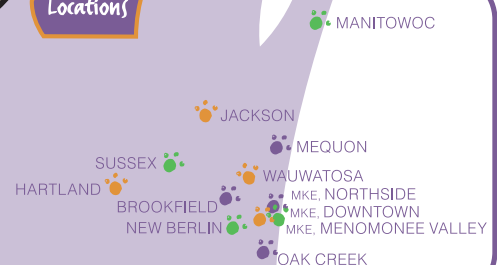 Locations
MANITOWOC
JACKSON
MEQUON
SUSSEX
WAUWATOSA
HARTLAND
MKE, NORTHSIDE
BROOKFIELD
MKE, DOWNTOWN
NEW BERLIN
MKE, MENOMONEE VALLEY
OAK CREEK